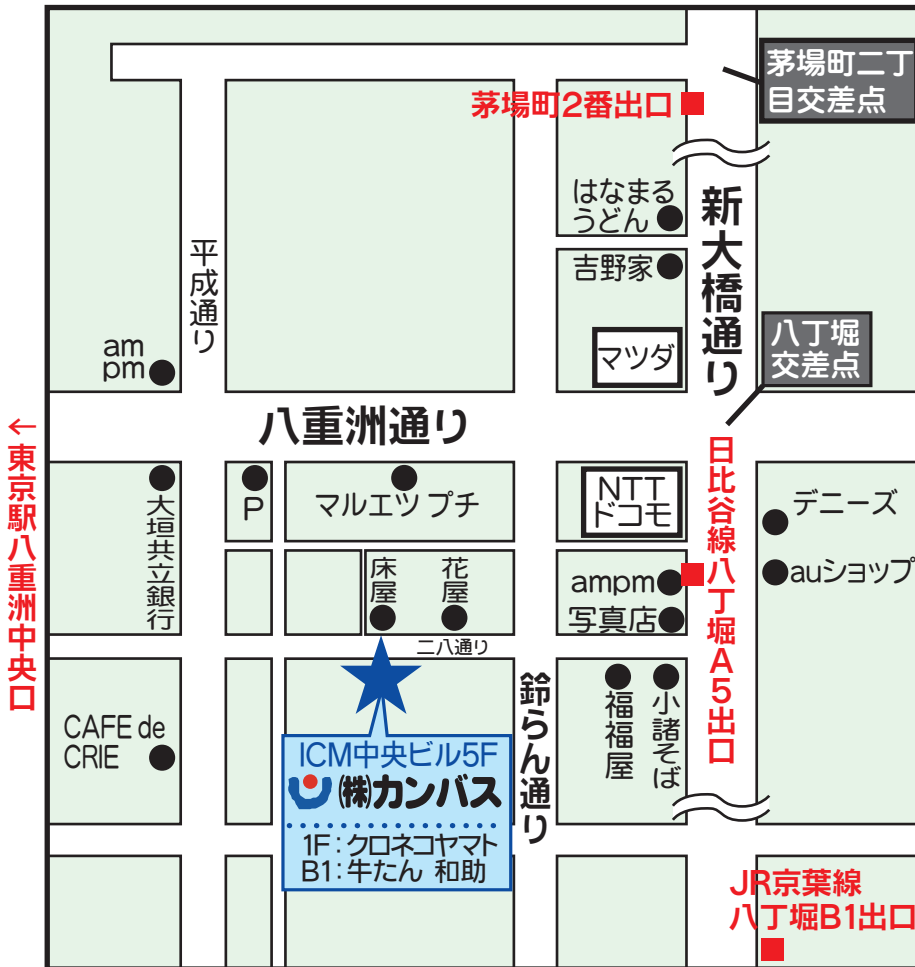 茅場町二丁
目交差点
茅場町2番出口
はなまる
うどん
新大橋通り
吉野家
平成通り
マツダ
八丁堀
交差点
am
pm
八重洲通り
←東京駅八重洲中央口
日比谷線八丁堀A5出口
大垣共立銀行
P
マルエツ プチ
NTT
ドコモ
デニーズ
床屋
花屋
ampm
auショップ
写真店
二八通り
鈴らん通り
福福屋
小諸そば
CAFE de
CRIE
ICM中央ビル5F
(株)カンバス
1F:クロネコヤマト
B1:牛たん 和助
JR京葉線
八丁堀B1出口